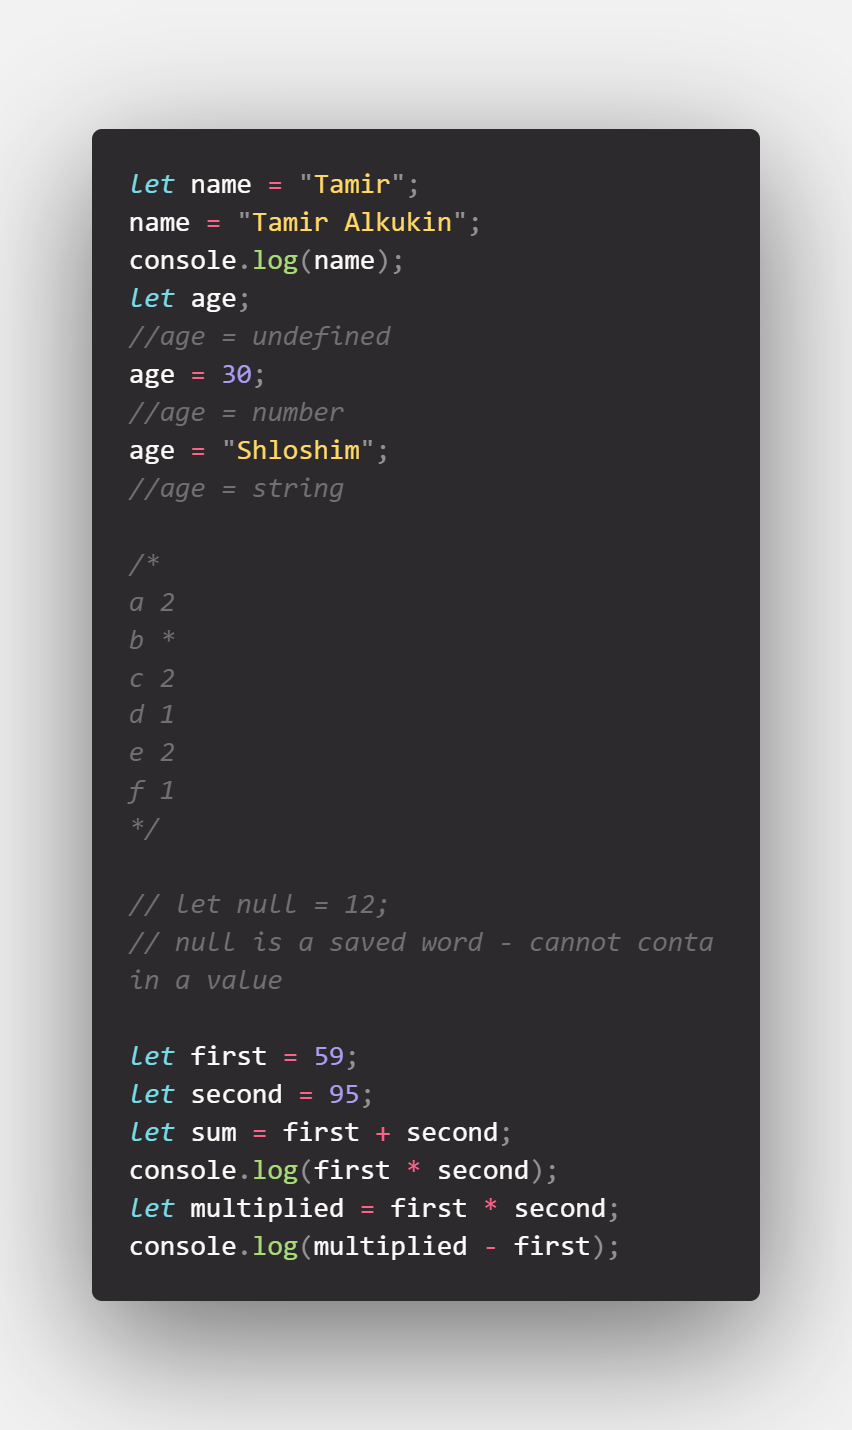 let name = "Tamir";
name = "Tamir Alkukin";
console.log(name);
let age;
//age = undefined
age = 30;
//age = number
age = "Shloshim";
//age = string
/*
a 2
b *
c 2
d 1
e 2
f 1
*/
// let null = 12;
// null is a saved word - cannot conta
in a value
let first = 59;
let second = 95;
let sum = first + second;
console.log(first * second);
let multiplied = first * second;
console.log(multiplied - first);